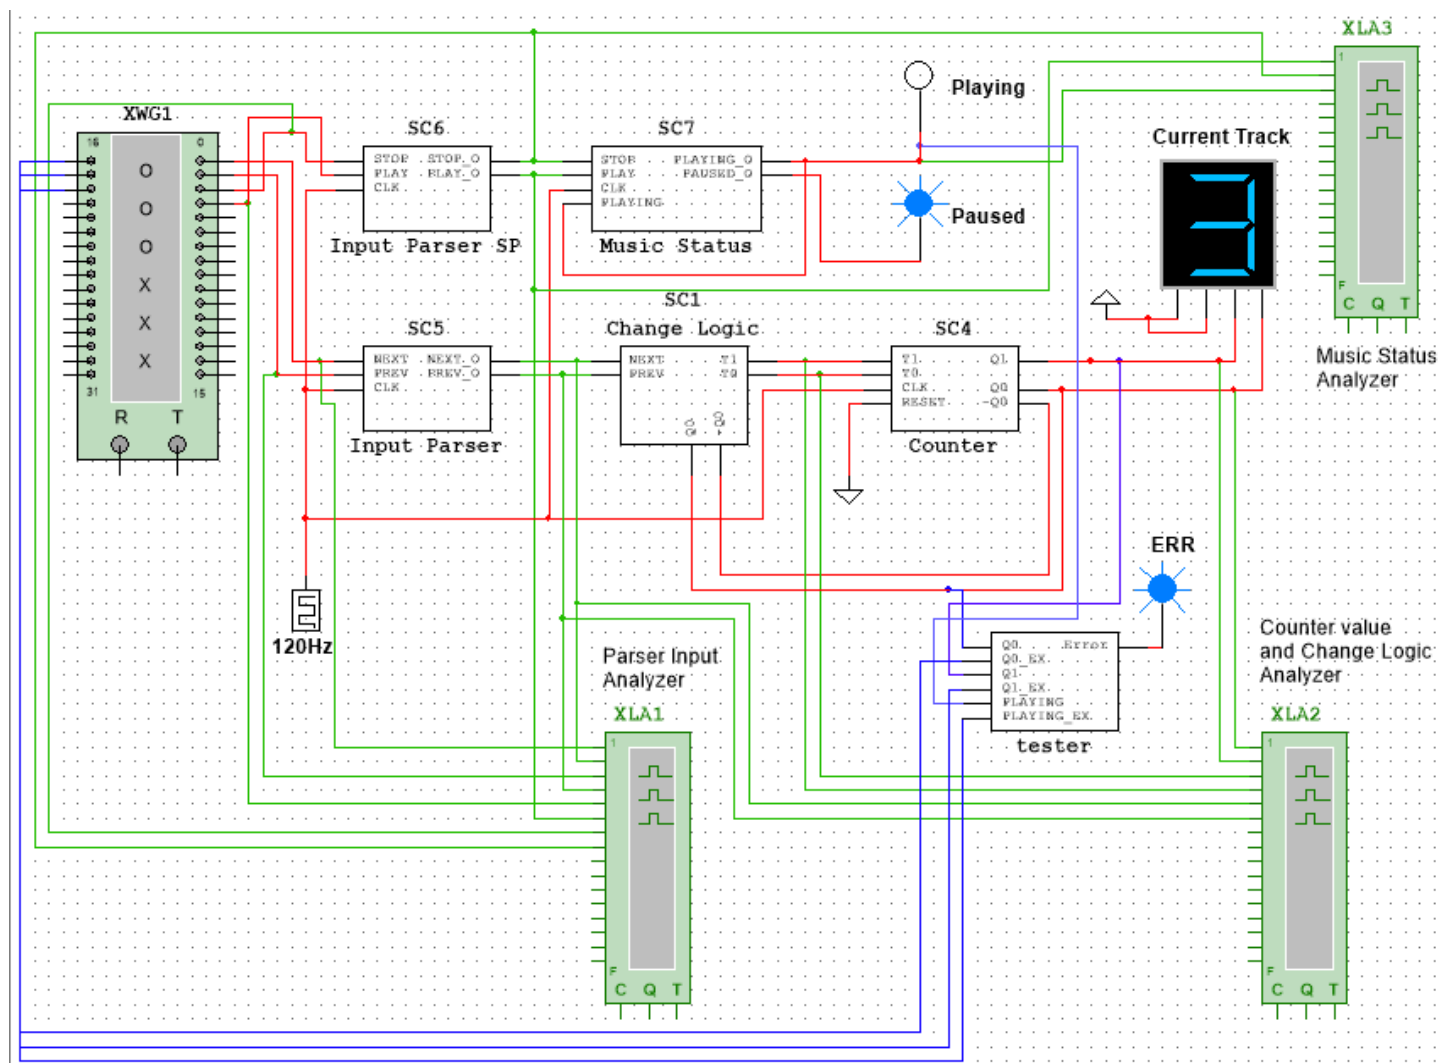 XLA3
1
F
C Q T
Music Status
Analyzer
XWG1
16
0
O
O
O
X
X
X
31
15
R
T
SC6
STOP STOP_O
PLAY PLAY_O
CLK
Input Parser SP
SC7
STOP PLAYING_O
PLAY PAUSED_O
CLK
PLAYING
Music Status
Playing
Paused
Current Track
3
SC5
NEXT NEXT_O
PREV PREV_O
CLK
Input Parser
SC1
Change Logic
NEXT T1
PREV T0
SC4
T1 Q1
T0
CLK Q0
RESET ~Q0
Counter
120Hz
ERR
Q0 Error
Q0_EX
Q1
Q1_EX
PLAYING
PLAYING_EX
tester
Parser Input
Analyzer
XLA1
1
F
C Q T
Counter value
and Change Logic
Analyzer
XLA2
1
F
C Q T